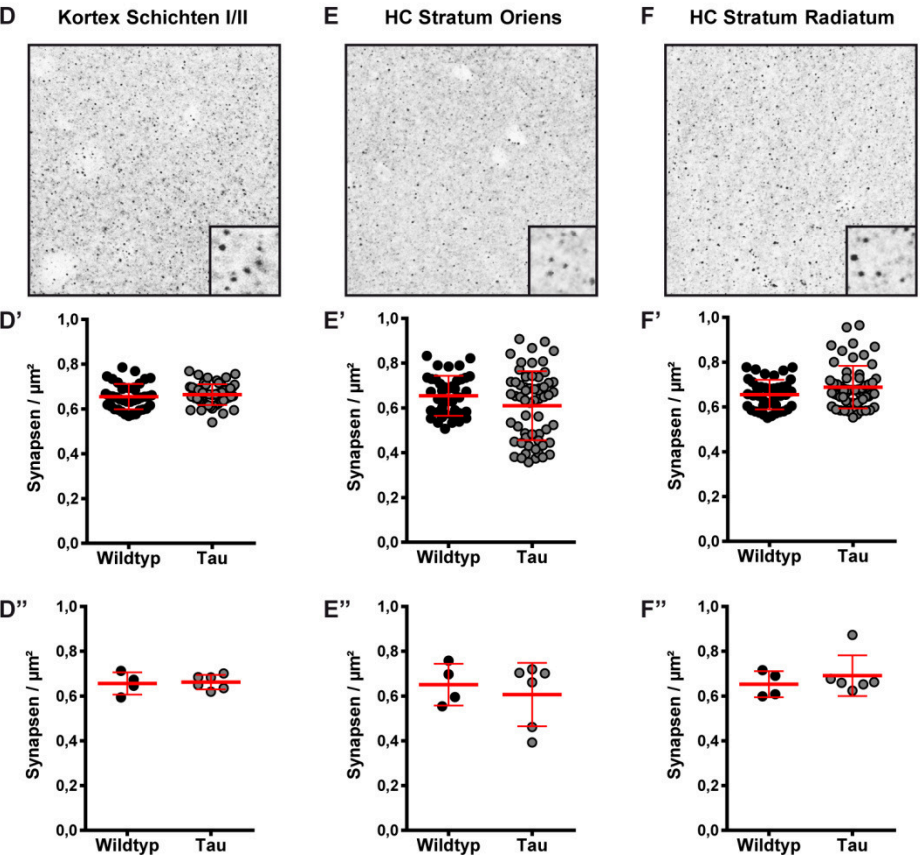 D Kortex Schichten I/II
E HC Stratum Oriens
F HC Stratum Radiatum
D'
1,0
0,8
0,6
0,4
0,2
0,0
Synapsen / µm²
Wildtyp Tau
E'
1,0
0,8
0,6
0,4
0,2
0,0
Synapsen / µm²
Wildtyp Tau
F'
1,0
0,8
0,6
0,4
0,2
0,0
Synapsen / µm²
Wildtyp Tau
D''
1,0
0,8
0,6
0,4
0,2
0,0
Synapsen / µm²
Wildtyp Tau
E''
1,0
0,8
0,6
0,4
0,2
0,0
Synapsen / µm²
Wildtyp Tau
F''
1,0
0,8
0,6
0,4
0,2
0,0
Synapsen / µm²
Wildtyp Tau